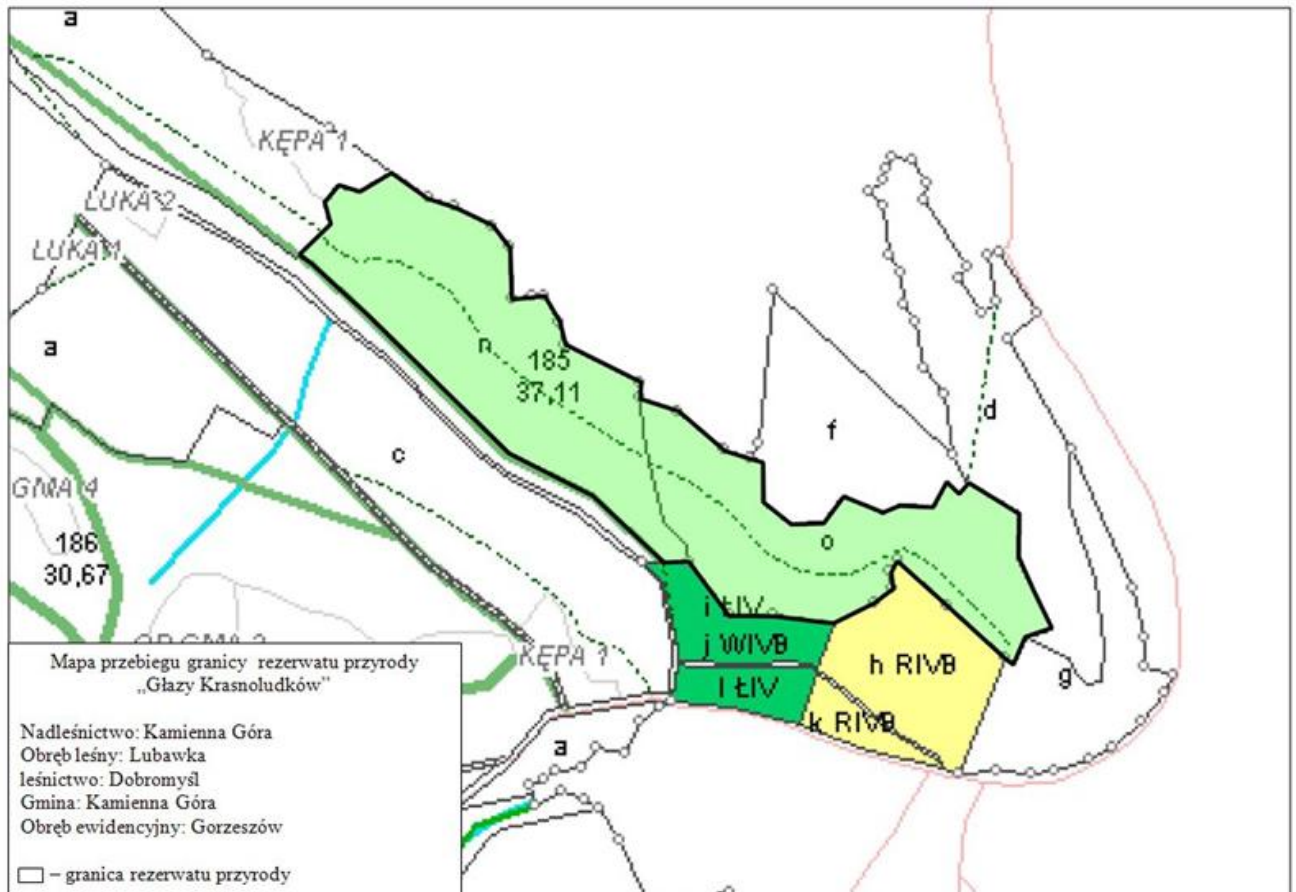 a
KĘPA 1
LUKA 2
LUKA 1
a
n
185
37,11
f
d
c
GMA 4
186
30,67
o
i ŁIV
j WIVB
l ŁIV
h RIVB
k RIVB
g
KĘPA 1
a
Mapa przebiegu granicy rezerwatu przyrody
„Głazy Krasnoludków”
Nadleśnictwo: Kamienna Góra
Obręb leśny: Lubawka
leśnictwo: Dobromyśl
Gmina: Kamienna Góra
Obręb ewidencyjny: Gorzeszów
– granica rezerwatu przyrody